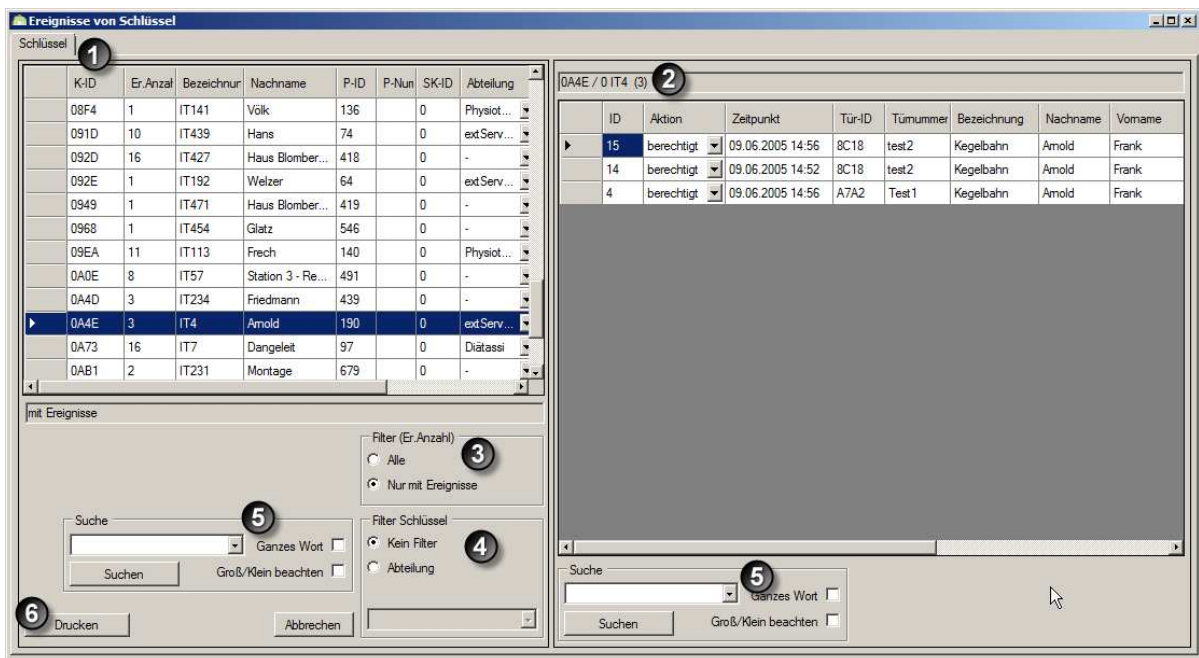 Ereignisse von Schlüssel
Schlüssel
1
K-ID Er.Anzahl Bezeichnur Nachname P-ID P-Nun SK-ID Abteilung
08F4 1 IT141 Völk 136 0 Physiot...
091D 10 IT439 Hans 74 0 extServ...
092D 16 IT427 Haus Blomber... 418 0 -
092E 1 IT192 Welzer 64 0 extServ...
0949 1 IT471 Haus Blomber... 419 0 -
0968 1 IT454 Glatz 546 0 -
09EA 11 IT113 Frech 140 0 Physiot...
0A0E 8 IT57 Station 3 - Re... 491 0 -
0A4D 3 IT234 Friedmann 439 0 -
0A4E 3 IT4 Arnold 190 0 extServ...
0A73 16 IT7 Dangeleit 97 0 Diätassi
0AB1 2 IT231 Montage 679 0 -
mit Ereignisse
Filter (Er.Anzahl)
3
Alle
Nur mit Ereignisse
Suche
5
Ganzes Wort
Suchen
Groß/Klein beachten
Filter Schlüssel
4
Kein Filter
Abteilung
6
Drucken
Abbrechen
0A4E / 0 IT4 (3)
2
ID Aktion Zeitpunkt Tür-ID Türnummer Bezeichnung Nachname Vorname
15 berechtigt 09.06.2005 14:56 8C18 test2 Kegelbahn Arnold Frank
14 berechtigt 09.06.2005 14:52 8C18 test2 Kegelbahn Arnold Frank
4 berechtigt 09.06.2005 14:56 A7A2 Test1 Kegelbahn Arnold Frank
Suche
5
Ganzes Wort
Suchen
Groß/Klein beachten